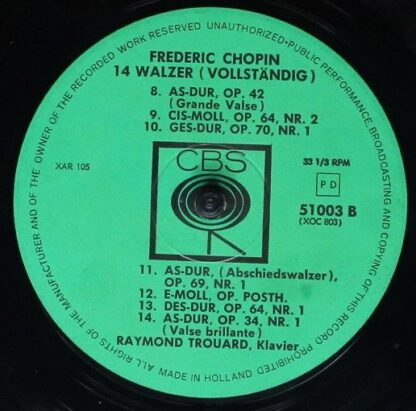 ALL RIGHTS OF THE MANUFACTURER AND OF THE OWNER OF THE RECORDED WORK RESERVED UNAUTHORIZED·PUBLIC PERFORMANCE, BROADCASTING AND COPYING OF THIS RECORD PROHIBITED
FREDERIC CHOPIN
14 WALZER (VOLLSTÄNDIG)
8. AS-DUR, OP. 42
(Grande Valse)
9. CIS-MOLL, OP. 64, NR. 2
10. GES-DUR, OP. 70, NR. 1
XAR. 105
CBS
33 1/3 RPM
P D
51003 B
(XOC 803)
11. AS-DUR, (Abschiedswalzer),
OP. 69, NR. 1
12. E-MOLL, OP. POSTH.
13. DES-DUR, OP. 64, NR. 1
14. AS-DUR, OP. 34, NR. 1
(Valse brillante)
RAYMOND TROUARD, Klavier
MADE IN HOLLAND